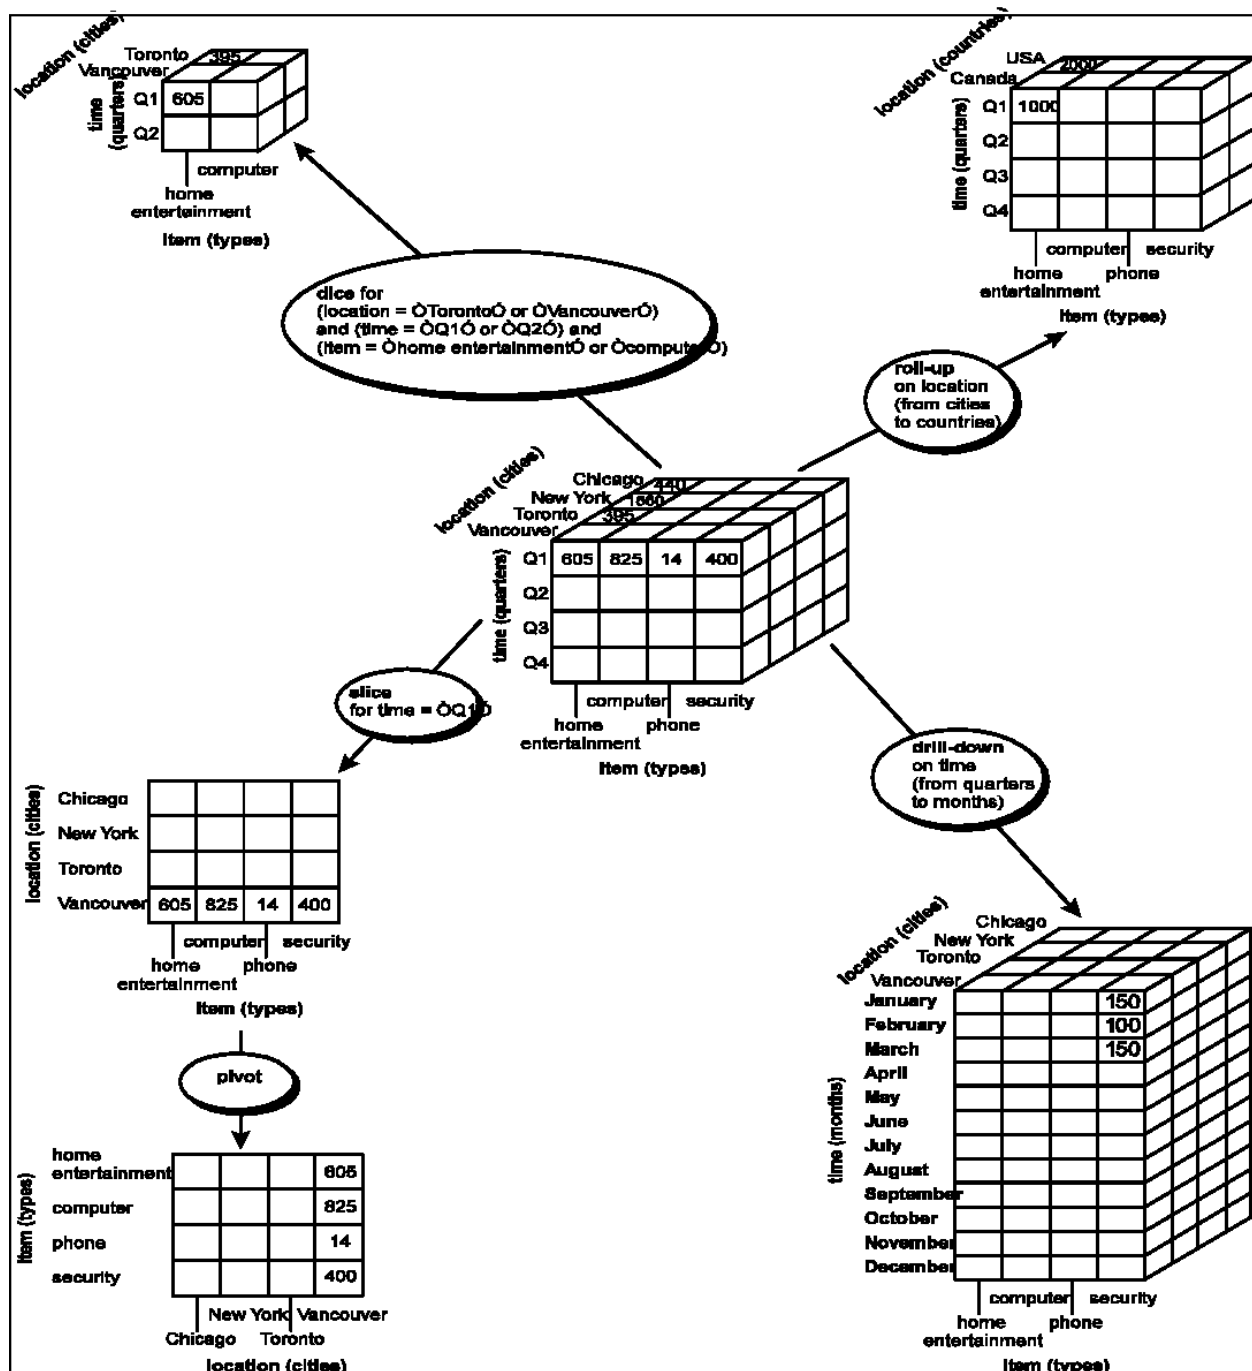 location (cities)
Toronto 395
Vancouver
time (quarters)
Q1 605
Q2
computer
home entertainment
item (types)
location (countries)
USA 2000
Canada
time (quarters)
Q1 1000
Q2
Q3
Q4
computer security
home entertainment phone
item (types)
dice for
(location = ÒTorontoÓ or ÒVancouverÓ)
and (time = ÒQ1Ó or ÒQ2Ó) and
(item = Òhome entertainmentÓ or ÒcomputerÓ)
roll-up
on location
(from cities
to countries)
location (cities)
Chicago 440
New York 1560
Toronto 395
Vancouver
time (quarters)
Q1 605 825 14 400
Q2
Q3
Q4
computer security
home entertainment phone
item (types)
slice
for time = ÒQ1Ó
drill-down
on time
(from quarters
to months)
location (cities)
Chicago
New York
Toronto
Vancouver 605 825 14 400
computer security
home entertainment phone
item (types)
pivot
item (types)
home entertainment 605
computer 825
phone 14
security 400
New York Vancouver
Chicago Toronto
location (cities)
location (cities)
Chicago
New York
Toronto
Vancouver
time (months)
January 150
February 100
March 150
April
May
June
July
August
September
October
November
December
computer security
home entertainment phone
item (types)